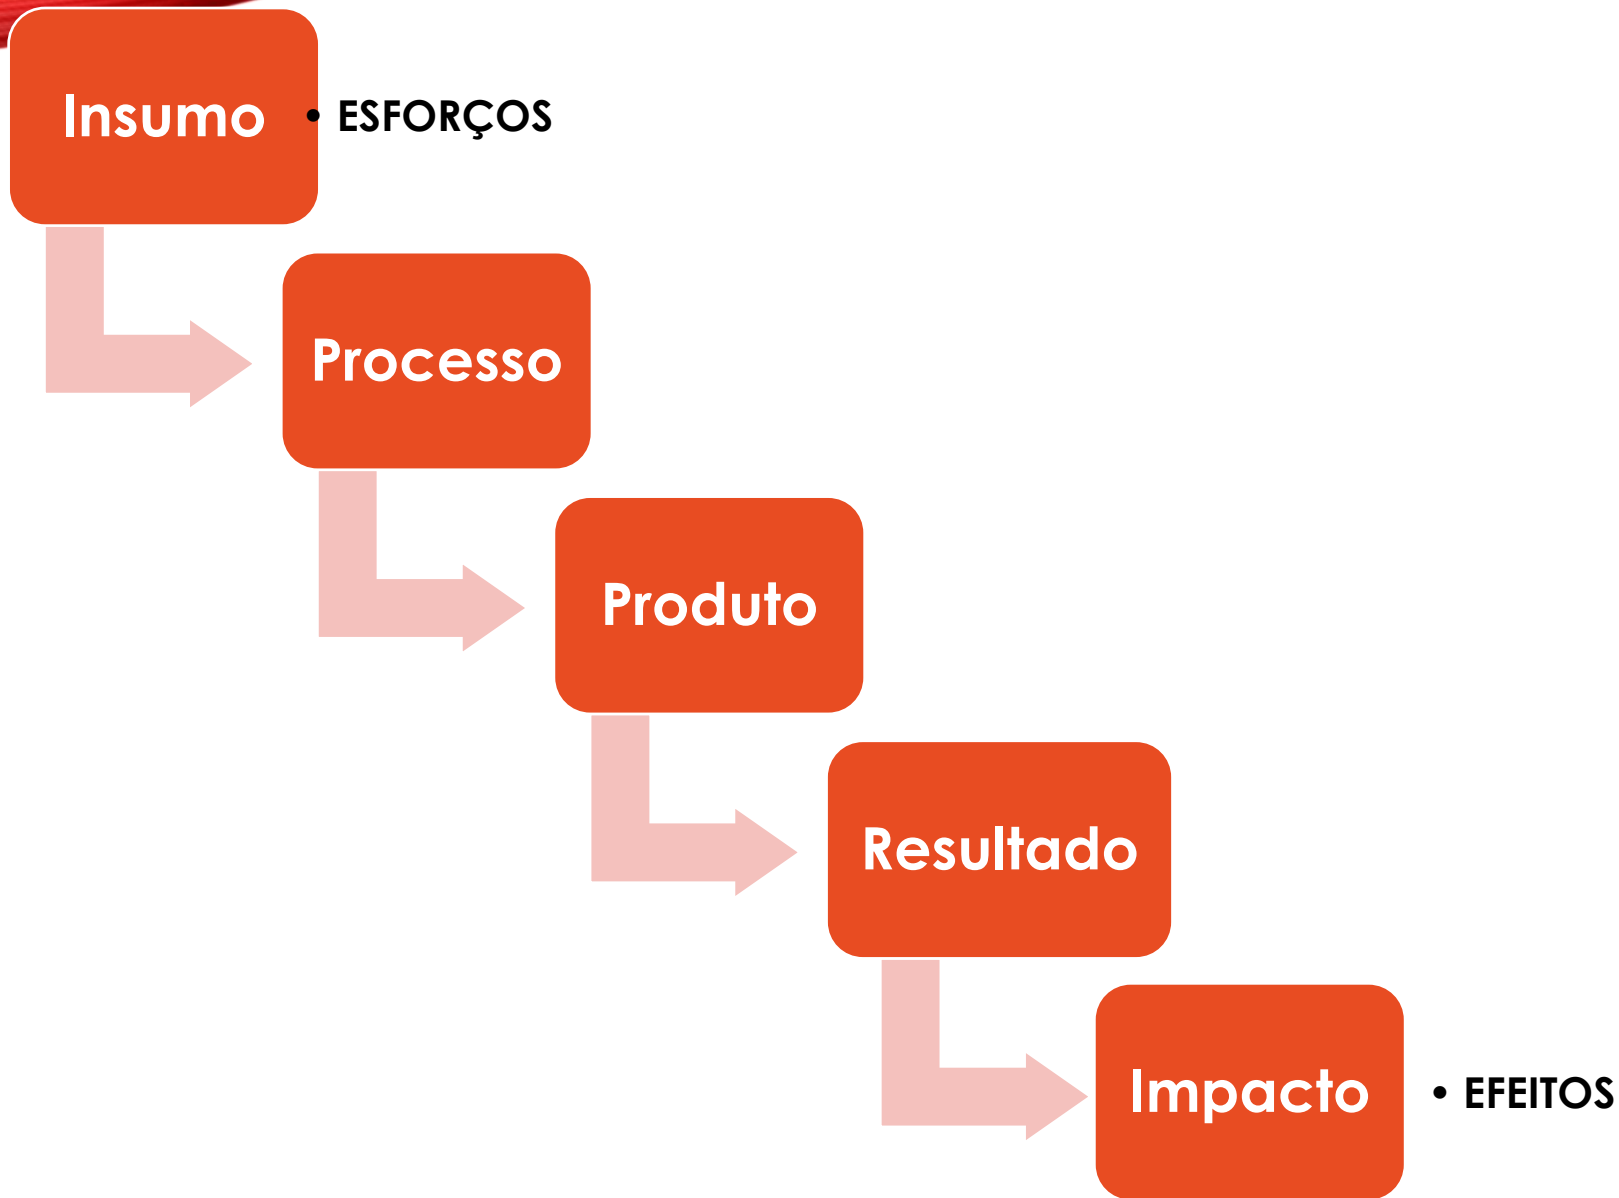 Insumo
• ESFORÇOS
Processo
Produto
Resultado
Impacto
• EFEITOS